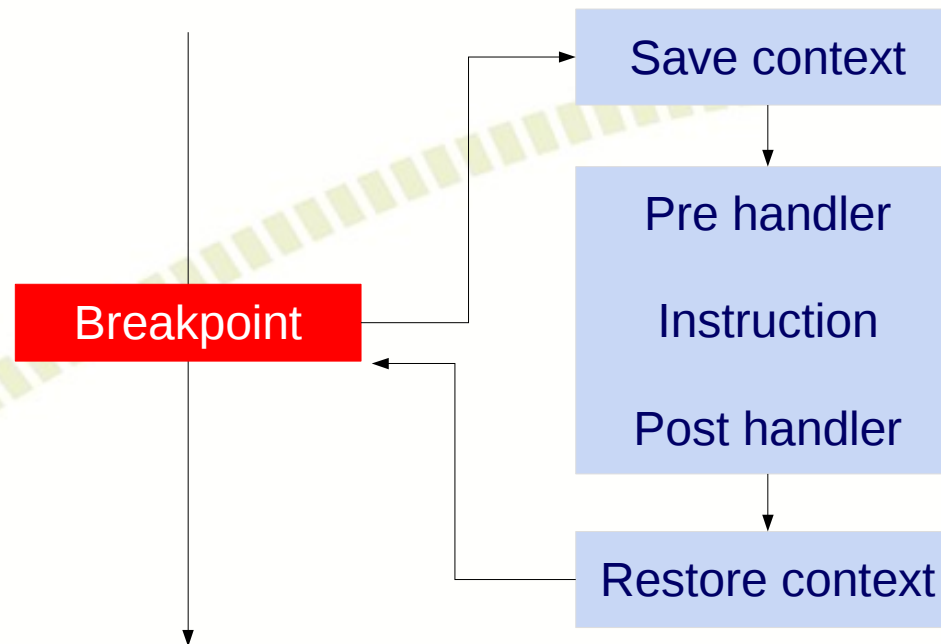 Save context
Pre handler
Breakpoint
Instruction
Post handler
Restore context